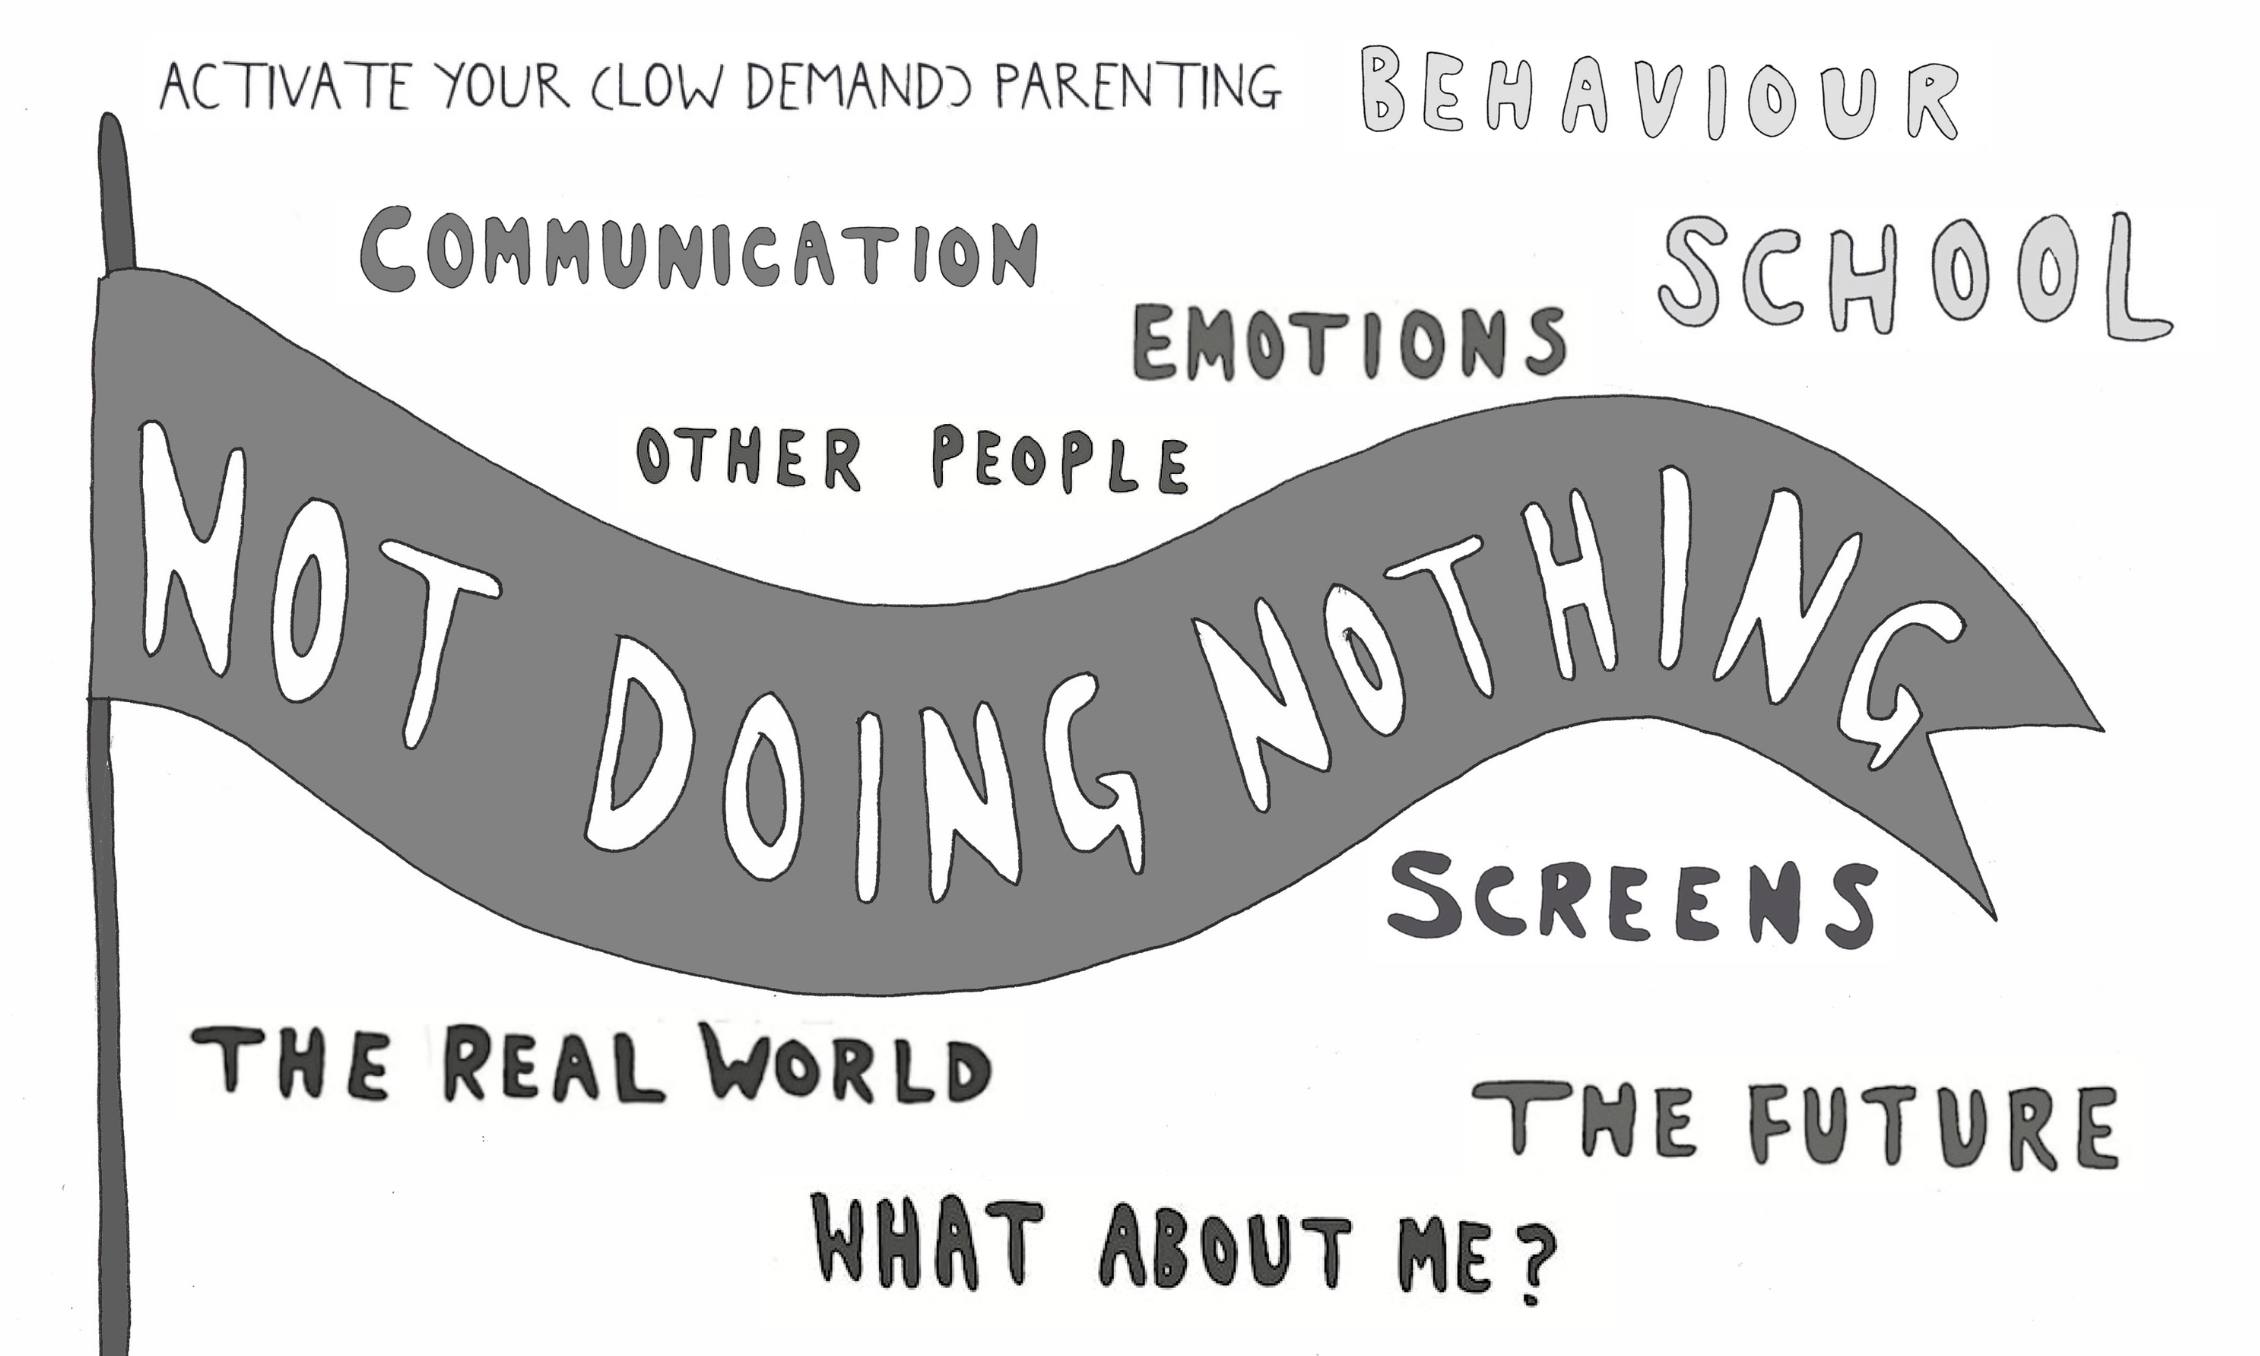 ACTIVATE YOUR (LOW DEMAND) PARENTING
BEHAVIOUR
COMMUNICATION
SCHOOL
EMOTIONS
OTHER PEOPLE
NOT DOING NOTHING
SCREENS
THE REAL WORLD
THE FUTURE
WHAT ABOUT ME?